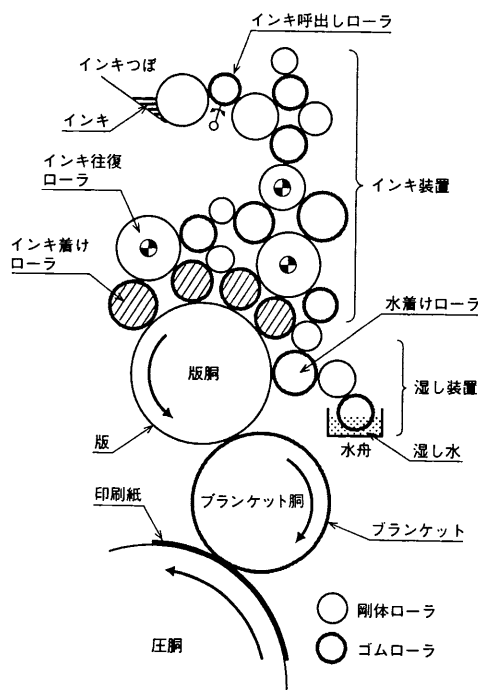 インキ呼出しローラ
インキつぼ
インキ
インキ往復
ローラ
インキ装置
インキ着け
ローラ
水着けローラ
版胴
湿し装置
版
水舟
湿し水
印刷紙
ブランケット胴
ブランケット
圧胴
剛体ローラ
ゴムローラ